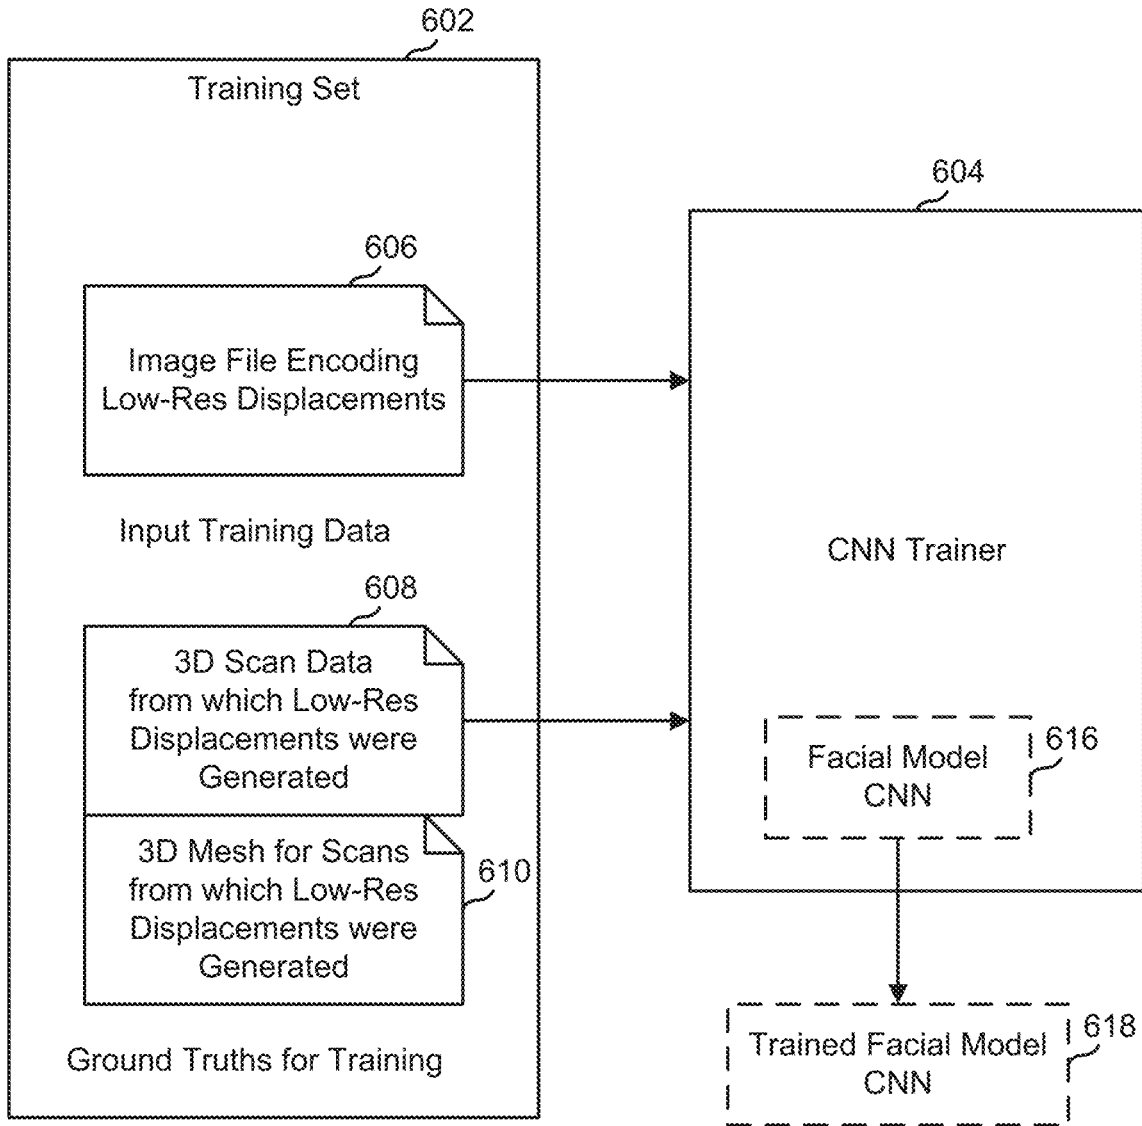 602
Training Set
606
Image File Encoding
Low-Res Displacements
Input Training Data
608
3D Scan Data
from which Low-Res
Displacements were
Generated
3D Mesh for Scans
from which Low-Res
Displacements were
Generated
610
Ground Truths for Training
604
CNN Trainer
Facial Model
CNN
616
Trained Facial Model
CNN
618